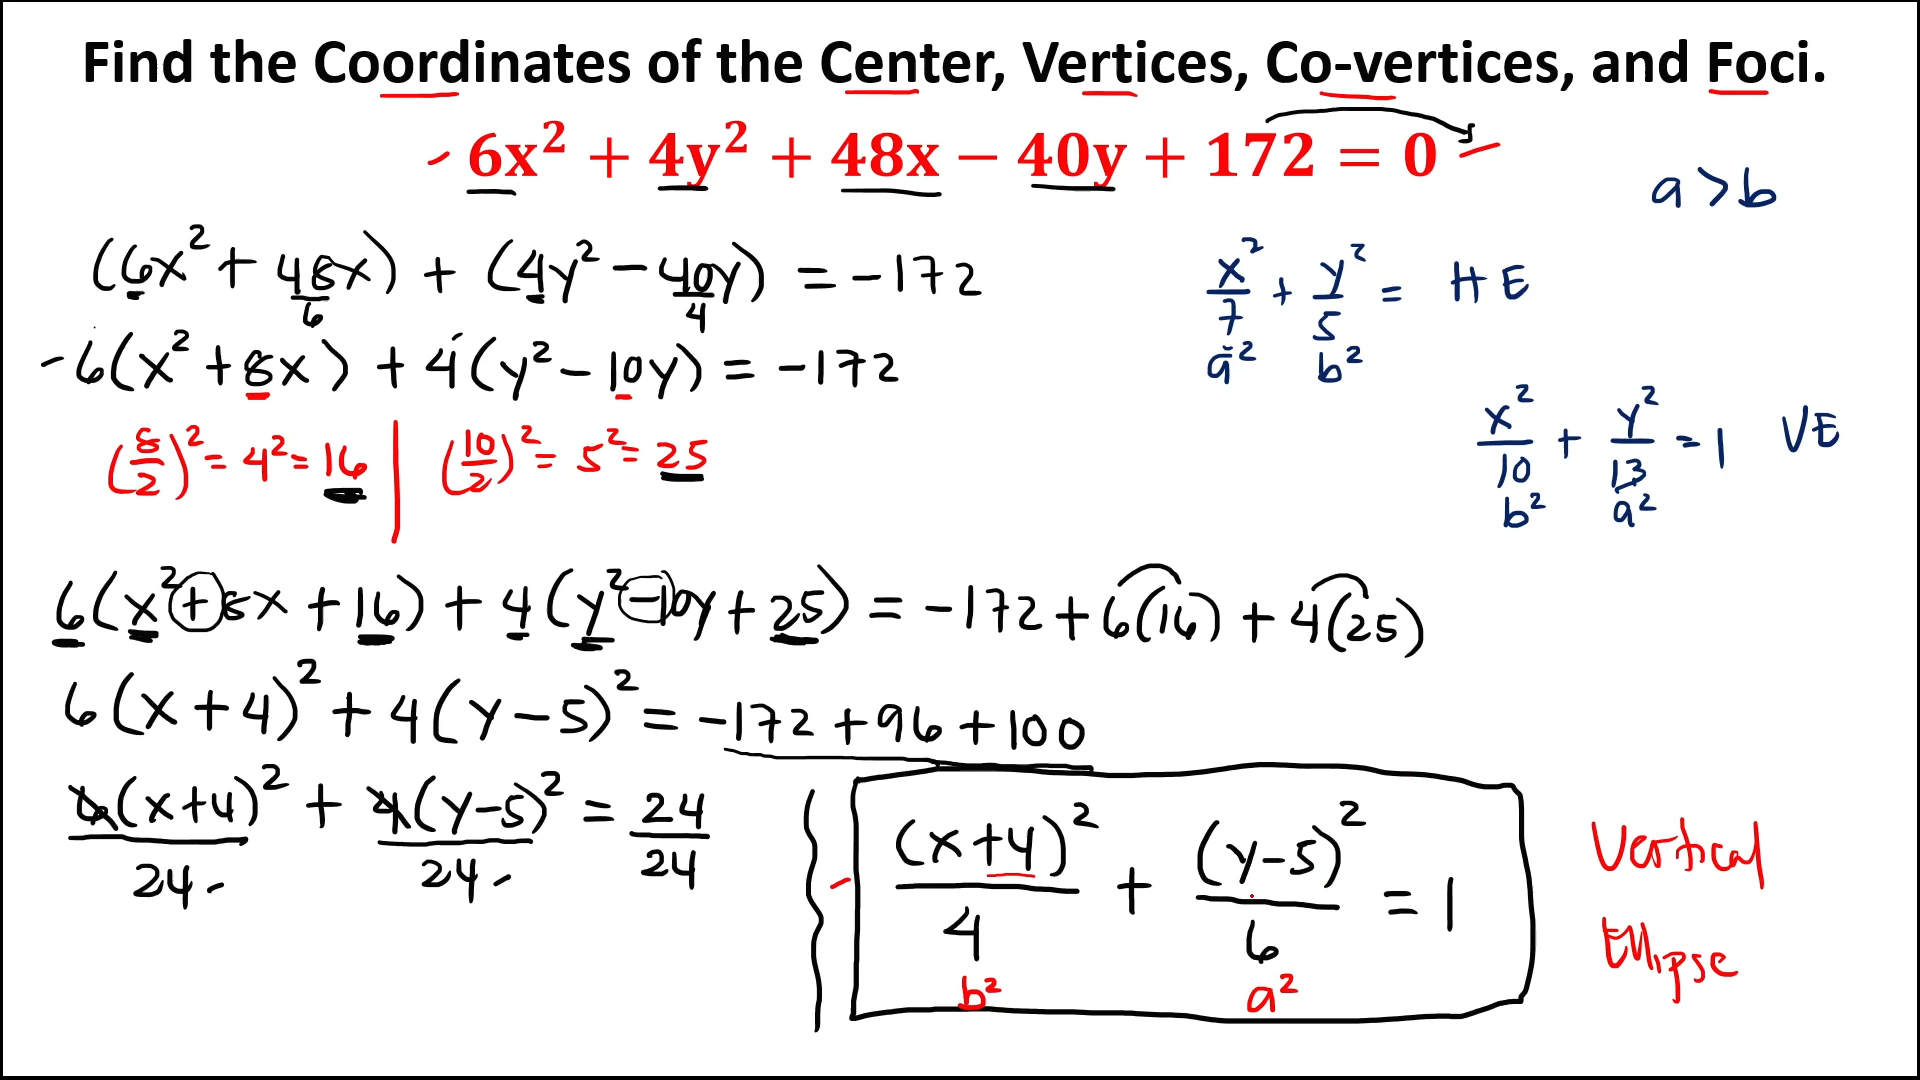 Find the Coordinates of the Center, Vertices, Co-vertices, and Foci.
6x² + 4y² + 48x − 40y + 172 = 0
a > b
(6x² + 48x) + (4y² − 40y) = −172
6 4
x²/7 + y²/5 = HE
a² b²
6(x² + 8x) + 4(y² − 10y) = −172
x²/10 + y²/13 = 1 VE
b² a²
(8/2)² = 4² = 16 | (10/2)² = 5² = 25
6(x² + 8x + 16) + 4(y² − 10y + 25) = −172 + 6(16) + 4(25)
6(x + 4)² + 4(y − 5)² = −172 + 96 + 100
6(x+4)²/24 + 4(y−5)²/24 = 24/24
(x+4)²/4 + (y−5)²/6 = 1
b² a²
Vertical
Ellipse